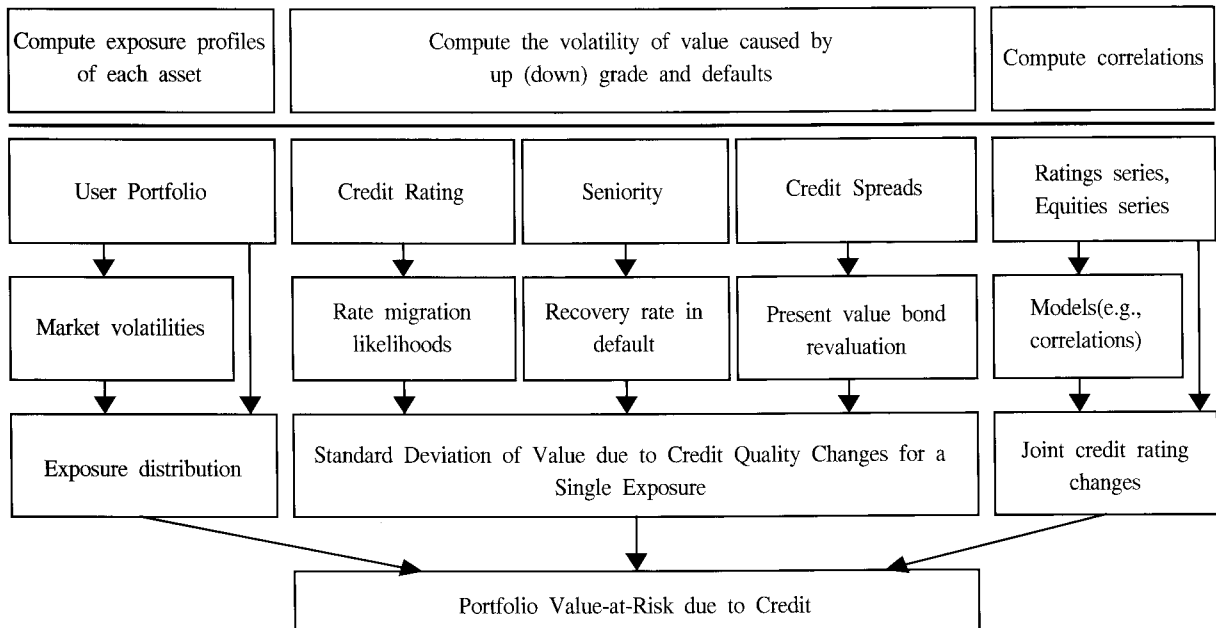 Compute exposure profiles
of each asset
Compute the volatility of value caused by
up (down) grade and defaults
Compute correlations
User Portfolio
Credit Rating
Seniority
Credit Spreads
Ratings series,
Equities series
Market volatilities
Rate migration
likelihoods
Recovery rate in
default
Present value bond
revaluation
Models(e.g.,
correlations)
Exposure distribution
Standard Deviation of Value due to Credit Quality Changes for a
Single Exposure
Joint credit rating
changes
Portfolio Value-at-Risk due to Credit